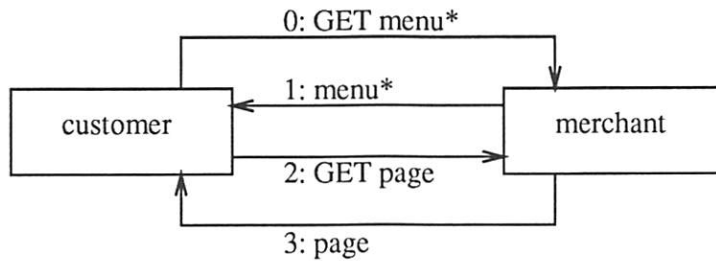 0: GET menu*
1: menu*
customer
merchant
2: GET page
3: page